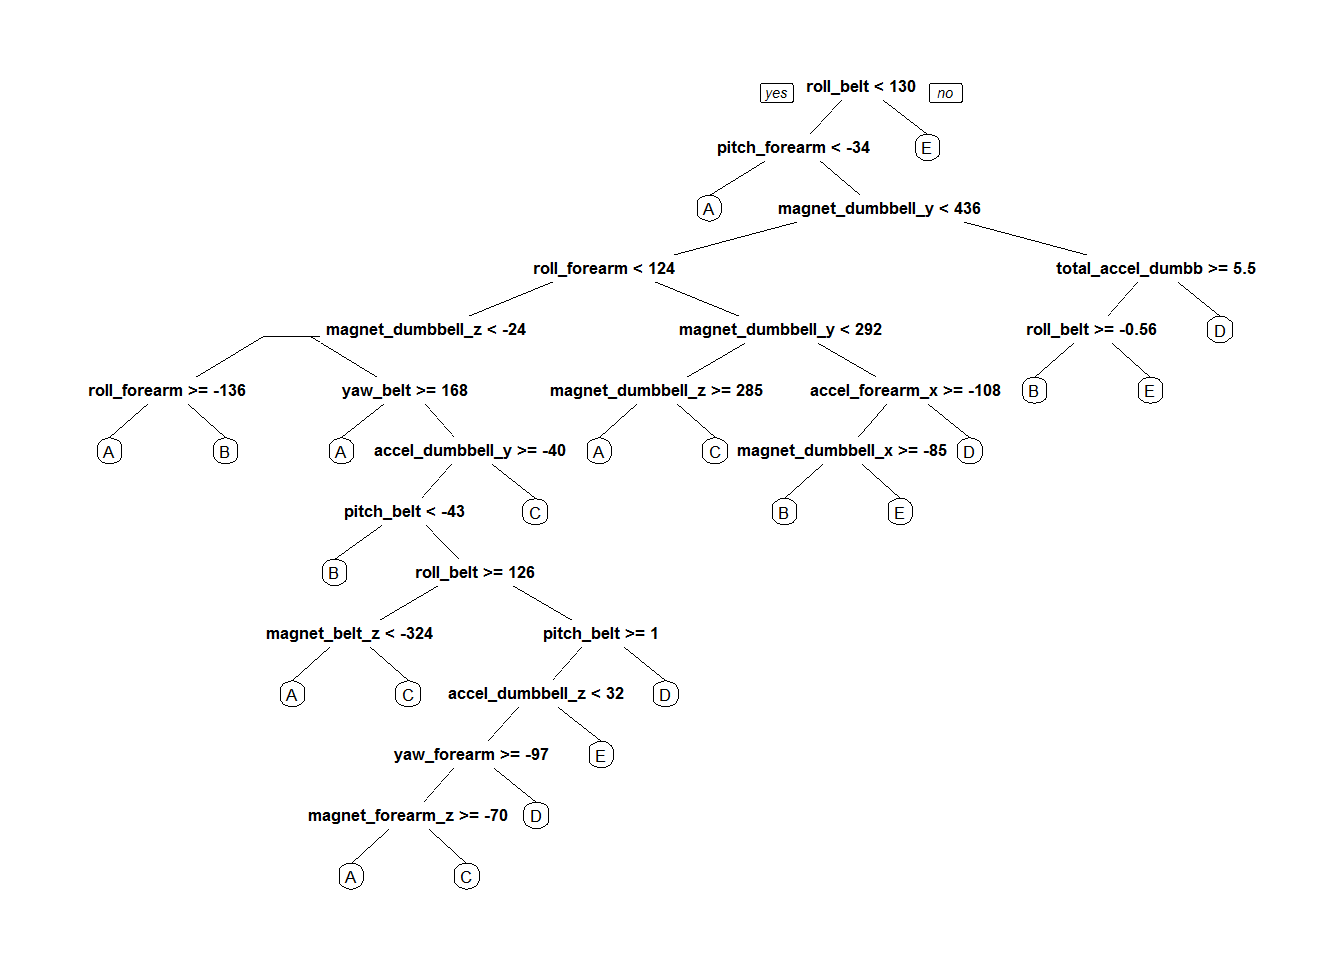 yes roll_belt < 130 no
pitch_forearm < -34 E
A magnet_dumbbell_y < 436
roll_forearm < 124 total_accel_dumbb >= 5.5
magnet_dumbbell_z < -24 magnet_dumbbell_y < 292 roll_belt >= -0.56 D
roll_forearm >= -136 yaw_belt >= 168 magnet_dumbbell_z >= 285 accel_forearm_x >= -108 B E
A B A accel_dumbbell_y >= -40 A C magnet_dumbbell_x >= -85 D
pitch_belt < -43 C B E
B roll_belt >= 126
magnet_belt_z < -324 pitch_belt >= 1
A C accel_dumbbell_z < 32 D
yaw_forearm >= -97 E
magnet_forearm_z >= -70 D
A C